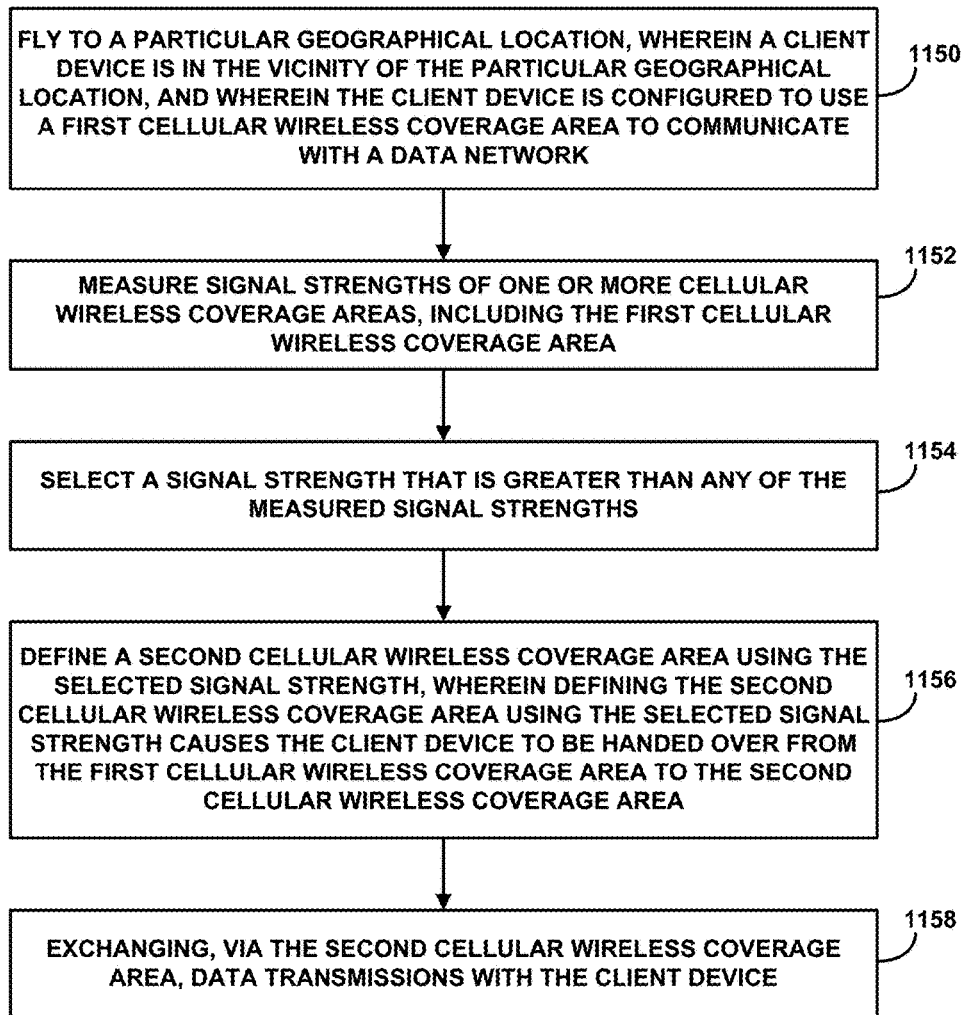 FLY TO A PARTICULAR GEOGRAPHICAL LOCATION, WHEREIN A CLIENT
DEVICE IS IN THE VICINITY OF THE PARTICULAR GEOGRAPHICAL
LOCATION, AND WHEREIN THE CLIENT DEVICE IS CONFIGURED TO USE
A FIRST CELLULAR WIRELESS COVERAGE AREA TO COMMUNICATE
WITH A DATA NETWORK
1150
MEASURE SIGNAL STRENGTHS OF ONE OR MORE CELLULAR
WIRELESS COVERAGE AREAS, INCLUDING THE FIRST CELLULAR
WIRELESS COVERAGE AREA
1152
SELECT A SIGNAL STRENGTH THAT IS GREATER THAN ANY OF THE
MEASURED SIGNAL STRENGTHS
1154
DEFINE A SECOND CELLULAR WIRELESS COVERAGE AREA USING THE
SELECTED SIGNAL STRENGTH, WHEREIN DEFINING THE SECOND
CELLULAR WIRELESS COVERAGE AREA USING THE SELECTED SIGNAL
STRENGTH CAUSES THE CLIENT DEVICE TO BE HANDED OVER FROM
THE FIRST CELLULAR WIRELESS COVERAGE AREA TO THE SECOND
CELLULAR WIRELESS COVERAGE AREA
1156
EXCHANGING, VIA THE SECOND CELLULAR WIRELESS COVERAGE
AREA, DATA TRANSMISSIONS WITH THE CLIENT DEVICE
1158